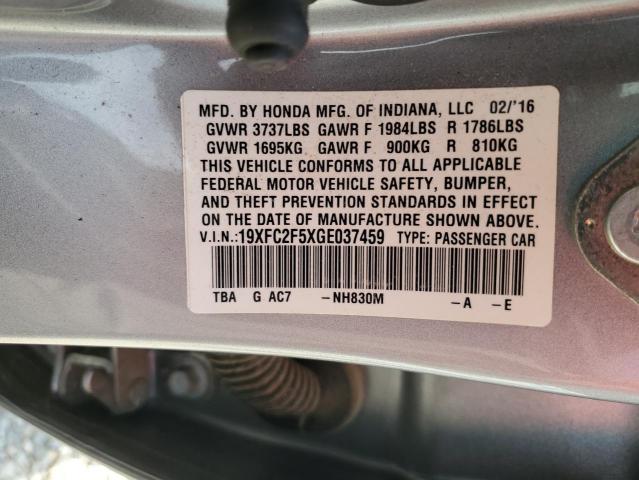 MFD. BY HONDA MFG. OF INDIANA, LLC 02/'16
GVWR 3737LBS GAWR F 1984LBS R 1786LBS
GVWR 1695KG GAWR F 900KG R 810KG
THIS VEHICLE CONFORMS TO ALL APPLICABLE
FEDERAL MOTOR VEHICLE SAFETY, BUMPER,
AND THEFT PREVENTION STANDARDS IN EFFECT
ON THE DATE OF MANUFACTURE SHOWN ABOVE.
V.I.N.:19XFC2F5XGE037459 TYPE: PASSENGER CAR
TBA G AC7 -NH830M -A -E